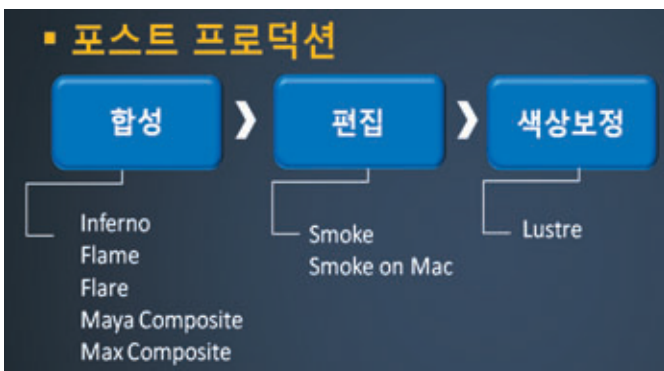 ▪ 포스트 프로덕션
합성 》 편집 》 색상보정
Inferno
Flame
Flare
Maya Composite
Max Composite
Smoke
Smoke on Mac
Lustre